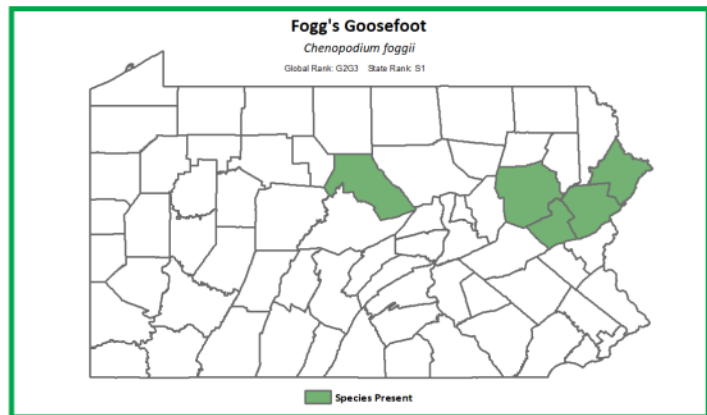 Fogg's Goosefoot
Chenopodium foggii
Global Rank: G2G3 State Rank: S1
Species Present